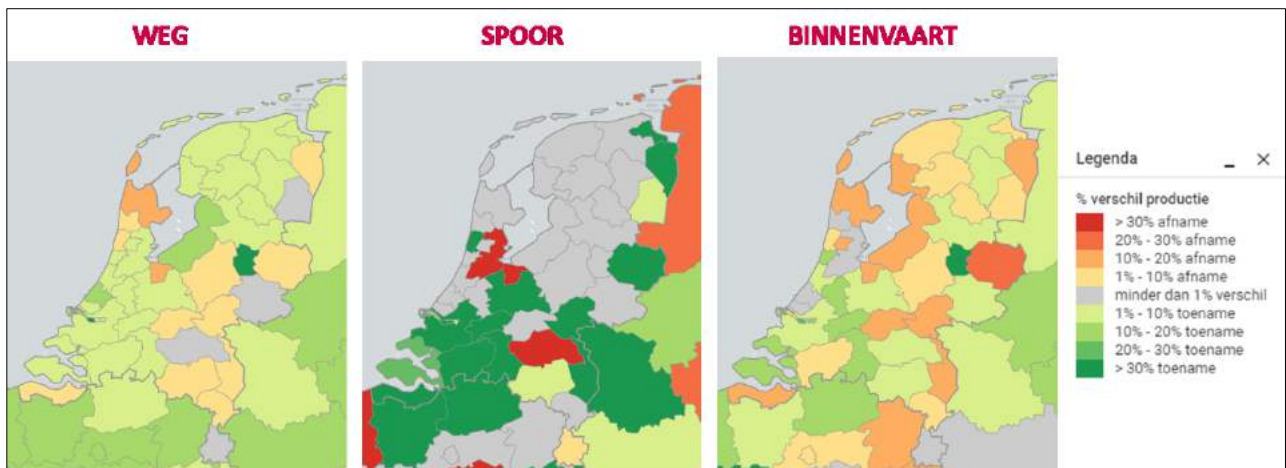 WEG
SPOOR
BINNENVAART
Legenda
% verschil productie
> 30% afname
20% - 30% afname
10% - 20% afname
1% - 10% afname
minder dan 1% verschil
1% - 10% toename
10% - 20% toename
20% - 30% toename
> 30% toename